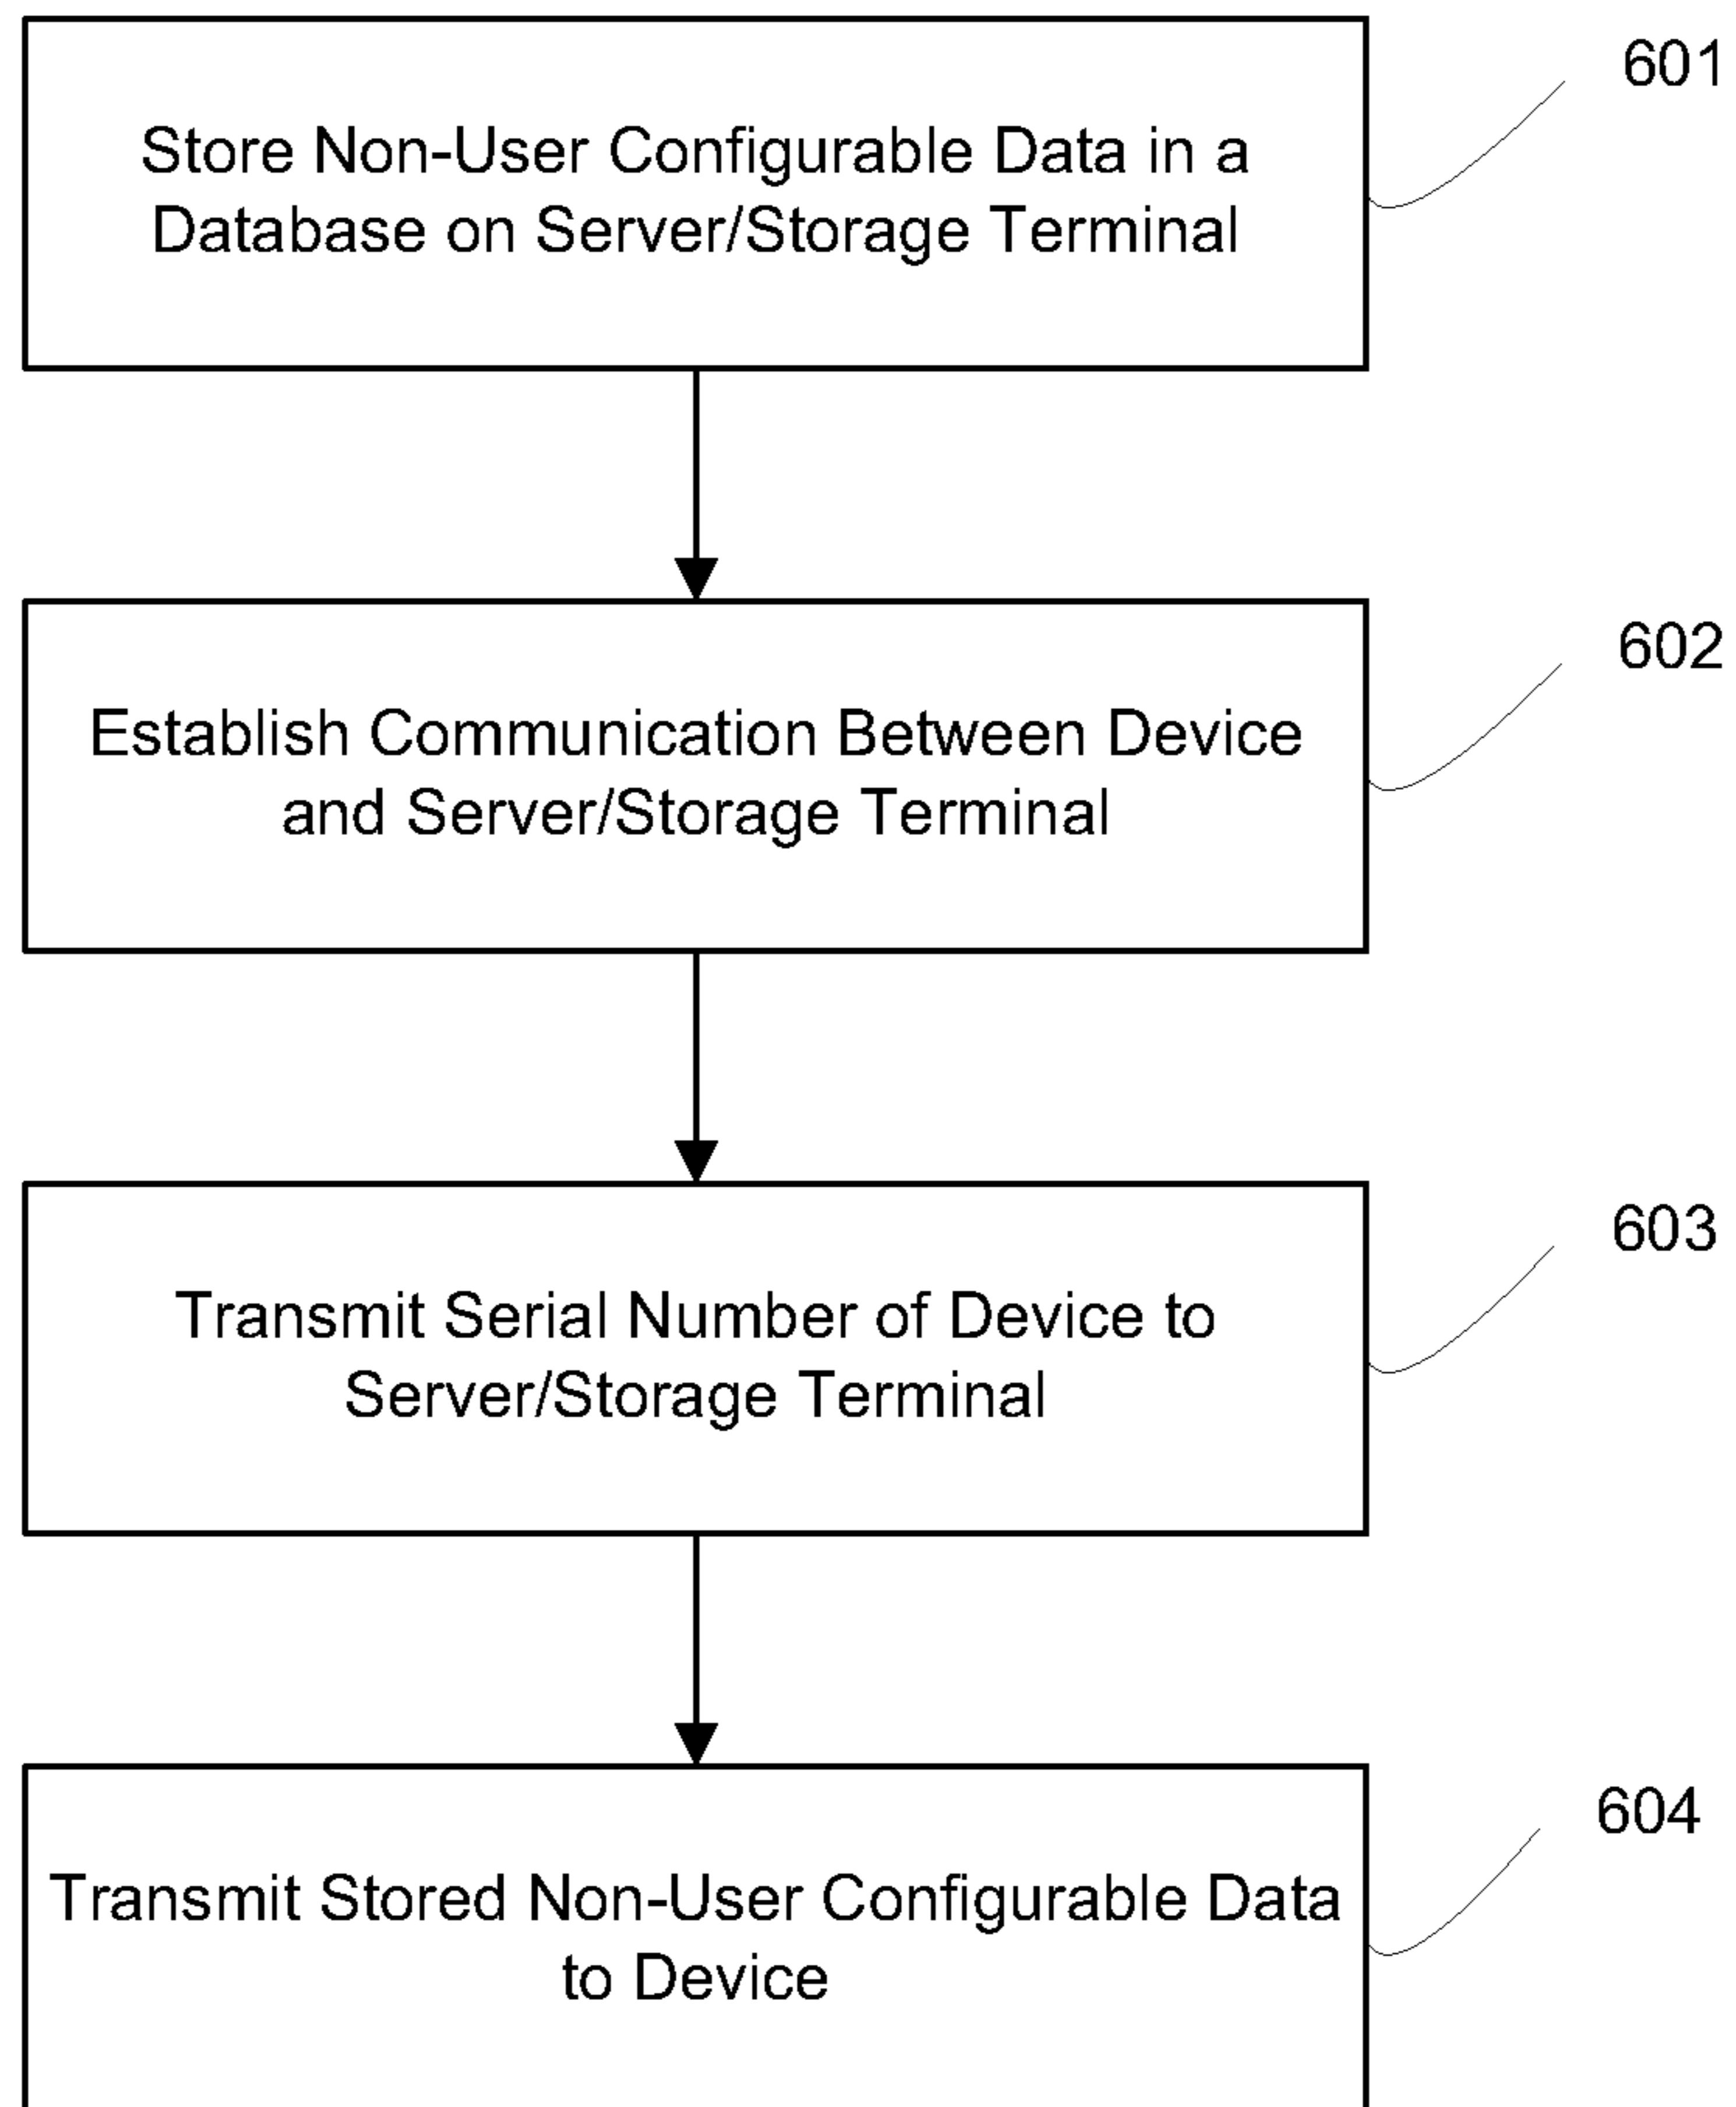 601
Store Non-User Configurable Data in a
Database on Server/Storage Terminal
602
Establish Communication Between Device
and Server/Storage Terminal
603
Transmit Serial Number of Device to
Server/Storage Terminal
604
Transmit Stored Non-User Configurable Data
to Device